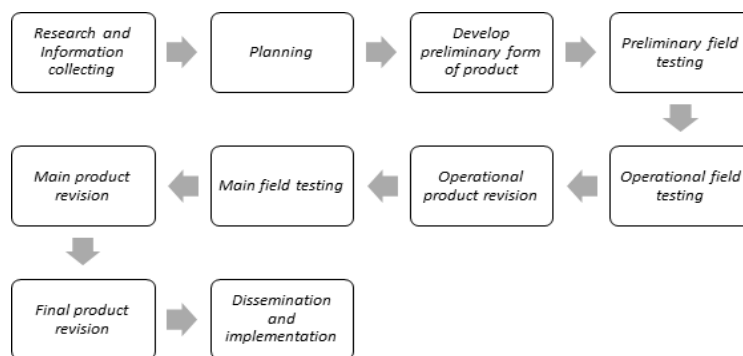 Research and
Information
collecting
Planning
Develop
preliminary form
of product
Preliminary field
testing
Main product
revision
Main field testing
Operational
product revision
Operational field
testing
Final product
revision
Dissemination
and
implementation